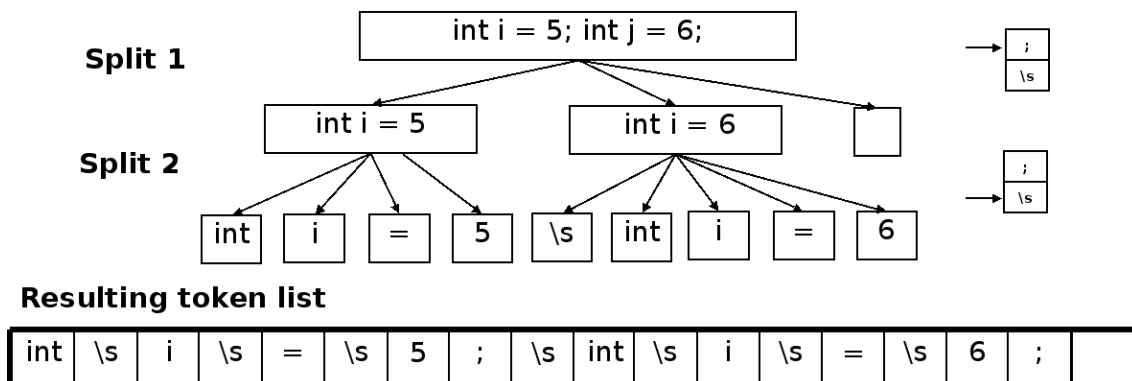 int i = 5; int j = 6;
Split 1
;
\s
int i = 5
int i = 6
Split 2
;
\s
int i = 5 \s int i = 6
Resulting token list
int \s i \s = \s 5 ; \s int \s i \s = \s 6 ;